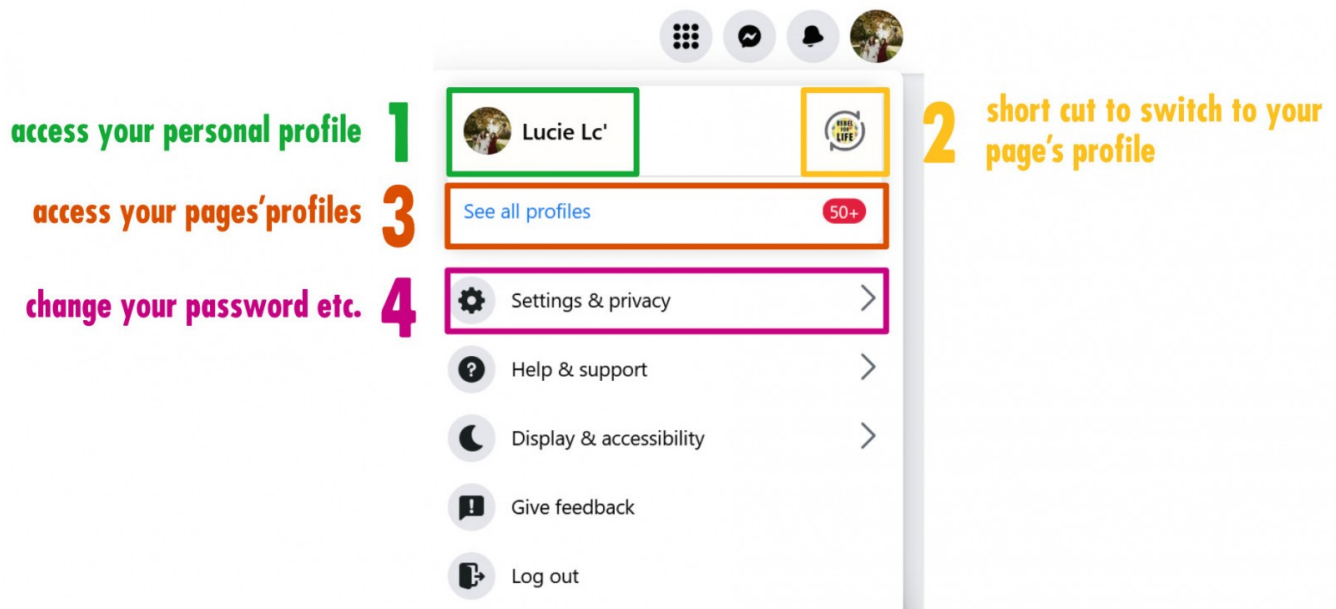 access your personal profile 1
Lucie Lc'
REBEL
FOR
LIFE
2 short cut to switch to your
page's profile
access your pages'profiles 3
See all profiles 50+
change your password etc. 4
Settings & privacy
Help & support
Display & accessibility
Give feedback
Log out